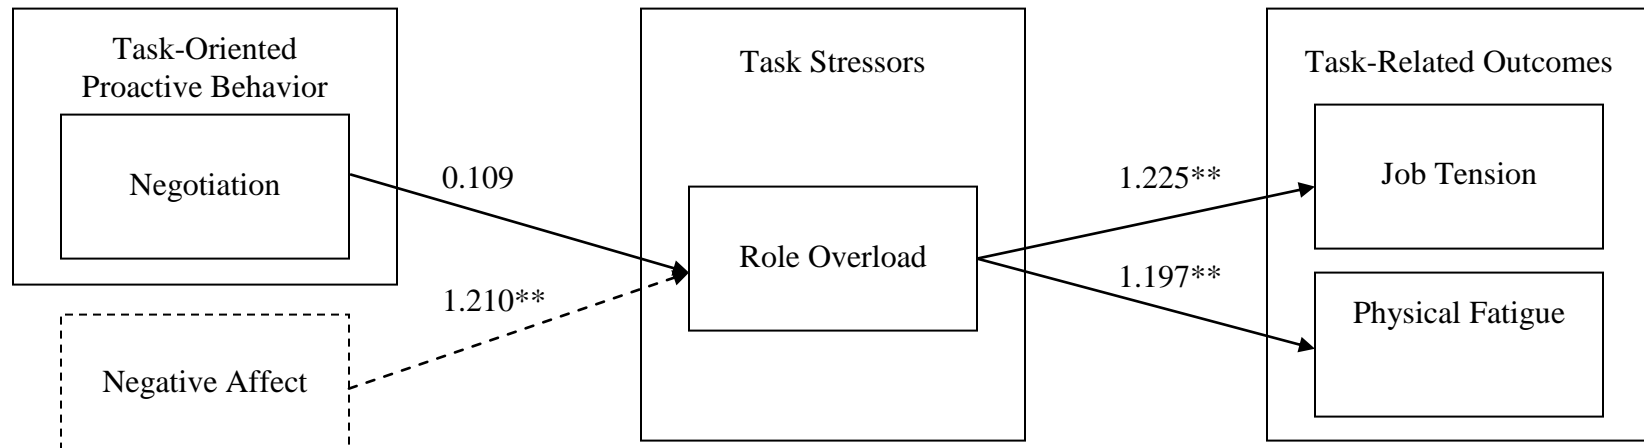 Task-Oriented
Proactive Behavior
Negotiation
Negative Affect
0.109
1.210**
Task Stressors
Role Overload
1.225**
1.197**
Task-Related Outcomes
Job Tension
Physical Fatigue